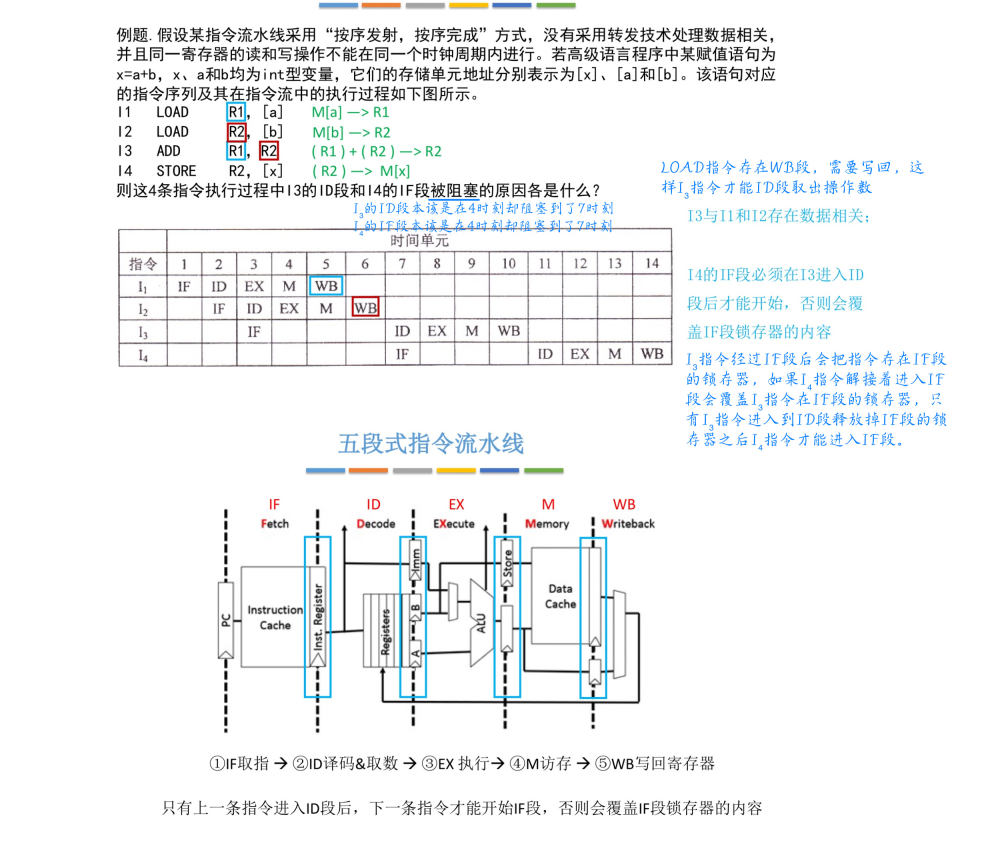 例题. 假设某指令流水线采用“按序发射，按序完成”方式，没有采用转发技术处理数据相关，
并且同一寄存器的读和写操作不能在同一个时钟周期内进行。若高级语言程序中某赋值语句为
x=a+b，x、a和b均为int型变量，它们的存储单元地址分别表示为[x]、[a]和[b]。该语句对应
的指令序列及其在指令流中的执行过程如下图所示。
I1 LOAD R1, [a] M[a] —> R1
I2 LOAD R2, [b] M[b] —> R2
I3 ADD R1, R2 ( R1 ) + ( R2 ) —> R2
I4 STORE R2, [x] ( R2 ) —> M[x]
则这4条指令执行过程中I3的ID段和I4的IF段被阻塞的原因各是什么？
I3的ID段本该是在4时刻却阻塞到了7时刻
I4的IF段本该是在4时刻却阻塞到了7时刻
LOAD指令存在WB段，需要写回，这
样I3指令才能ID段取出操作数
I3与I1和I2存在数据相关；
I4的IF段必须在I3进入ID
段后才能开始，否则会覆
盖IF段锁存器的内容
I3指令经过IF段后会把指令存在IF段
的锁存器，如果I4指令解接着进入IF
段会覆盖I3指令在IF段的锁存器，只
有I3指令进入到ID段释放掉IF段的锁
存器之后I4指令才能进入IF段。
时间单元
指令 1 2 3 4 5 6 7 8 9 10 11 12 13 14
I1 IF ID EX M WB
I2 IF ID EX M WB
I3 IF ID EX M WB
I4 IF ID EX M WB
五段式指令流水线
IF ID EX M WB
Fetch Decode EXecute Memory Writeback
PC
Instruction
Cache
Inst. Register
Registers
Imm
B
A
ALU
Store
Data
Cache
①IF取指 → ②ID译码&取数 → ③EX 执行→ ④M访存 → ⑤WB写回寄存器
只有上一条指令进入ID段后，下一条指令才能开始IF段，否则会覆盖IF段锁存器的内容